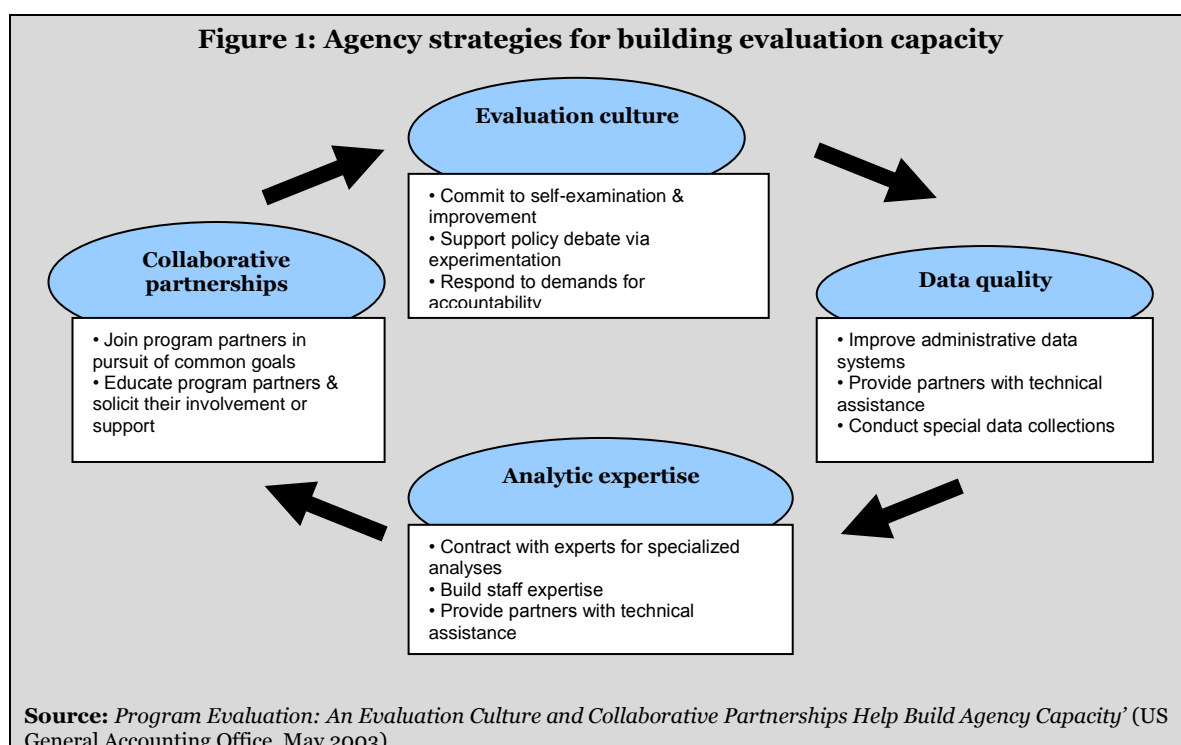 Figure 1: Agency strategies for building evaluation capacity
Evaluation culture
• Commit to self-examination &
improvement
• Support policy debate via
experimentation
• Respond to demands for
accountability
Collaborative
partnerships
• Join program partners in
pursuit of common goals
• Educate program partners &
solicit their involvement or
support
Data quality
• Improve administrative data
systems
• Provide partners with technical
assistance
• Conduct special data collections
Analytic expertise
• Contract with experts for specialized
analyses
• Build staff expertise
• Provide partners with technical
assistance
Source: Program Evaluation: An Evaluation Culture and Collaborative Partnerships Help Build Agency Capacity’ (US
General Accounting Office, May 2003)